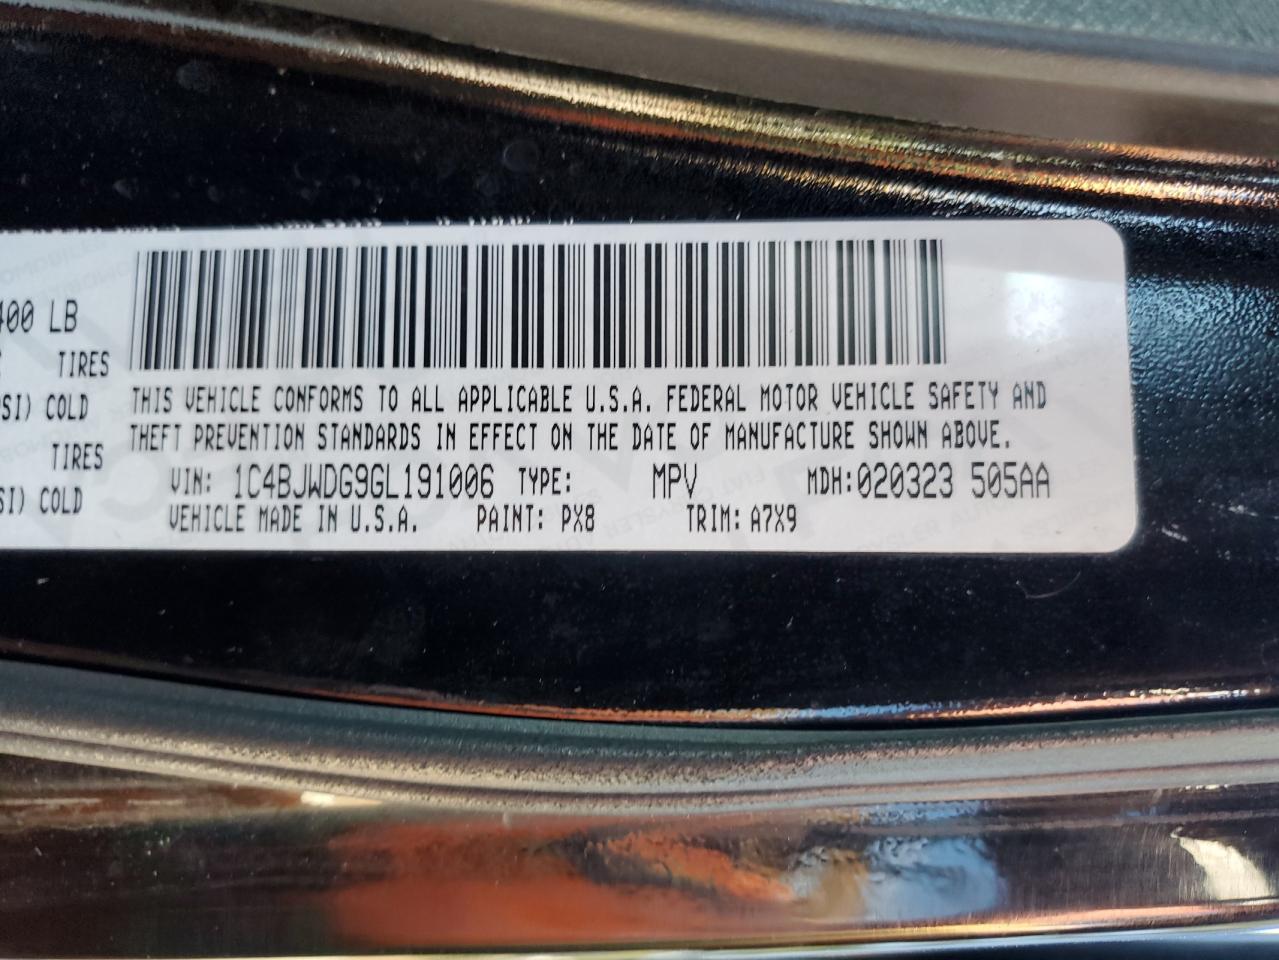 400 LB
TIRES
PSI) COLD
TIRES
SI) COLD
THIS VEHICLE CONFORMS TO ALL APPLICABLE U.S.A. FEDERAL MOTOR VEHICLE SAFETY AND
THEFT PREVENTION STANDARDS IN EFFECT ON THE DATE OF MANUFACTURE SHOWN ABOVE.
VIN: 1C4BJWDG9GL191006 TYPE: MPV MDH:020323 505AA
VEHICLE MADE IN U.S.A. PAINT: PX8 TRIM: A7X9